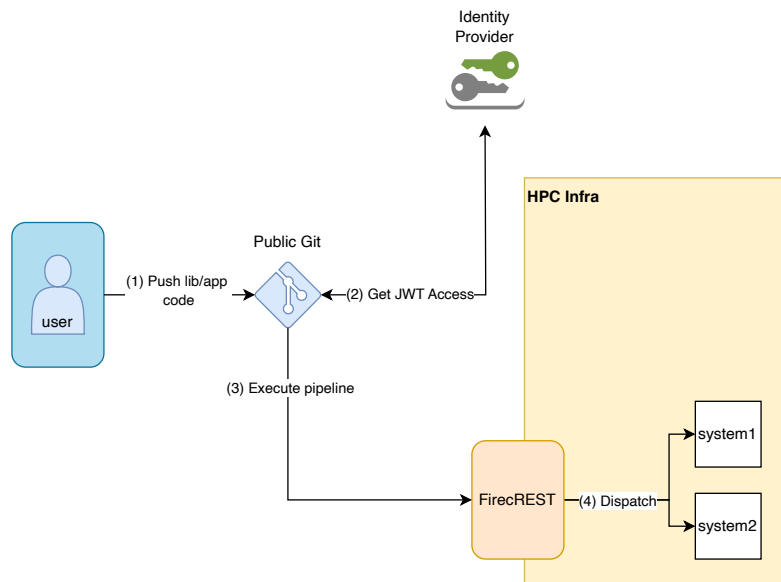 Identity
Provider
HPC Infra
Public Git
(1) Push lib/app
code
(2) Get JWT Access
user
(3) Execute pipeline
system1
FirecREST
(4) Dispatch
system2